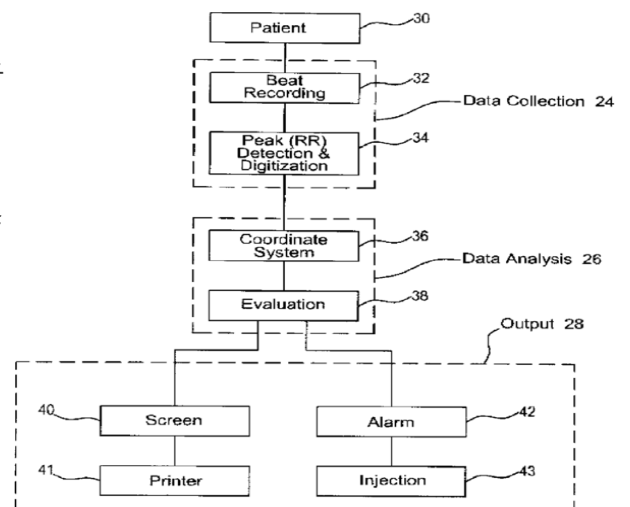 Patient
30
Beat
Recording
32
Data Collection 24
Peak (RR)
Detection &
Digitization
34
Coordinate
System
36
Data Analysis 26
Evaluation
38
Output 28
40
Screen
Alarm
42
41
Printer
Injection
43